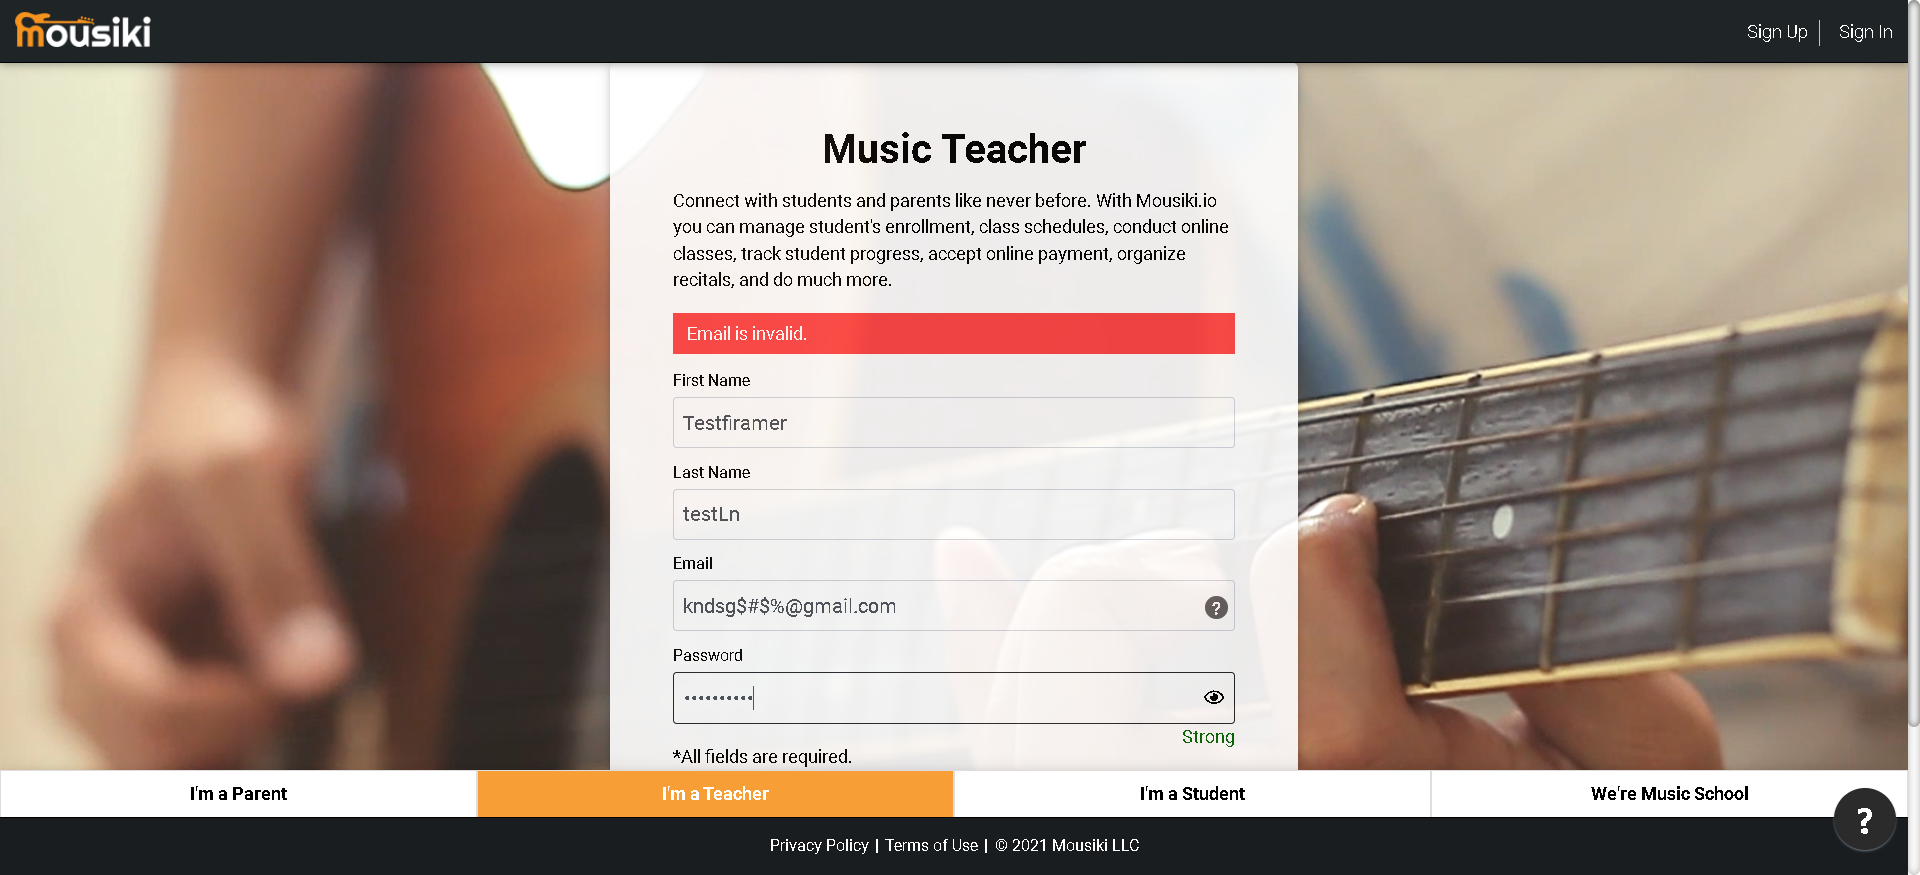 mousiki
Sign Up
Sign In
Music Teacher
Connect with students and parents like never before. With Mousiki.io
you can manage student's enrollment, class schedules, conduct online
classes, track student progress, accept online payment, organize
recitals, and do much more.
Email is invalid.
First Name
Testfiramer
Last Name
testLn
Email
kndsg$#$%@gmail.com
?
Password
••••••••••
Strong
*All fields are required.
I'm a Parent
I'm a Teacher
I'm a Student
We're Music School
?
Privacy Policy | Terms of Use | © 2021 Mousiki LLC